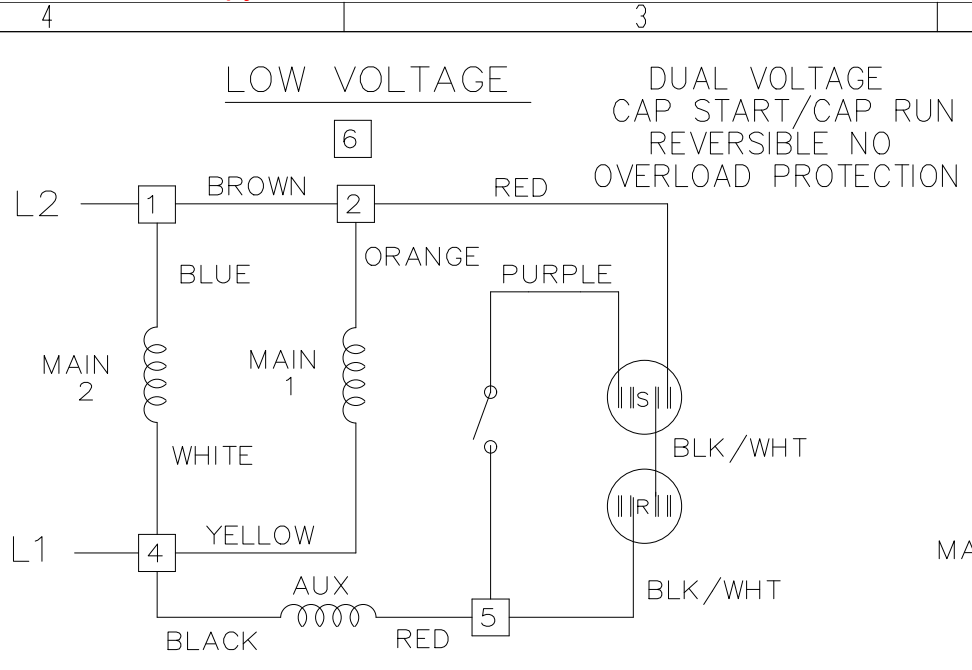 4 3
LOW VOLTAGE
DUAL VOLTAGE
CAP START/CAP RUN
REVERSIBLE NO
OVERLOAD PROTECTION
6
L2
1
BROWN
2
RED
BLUE
ORANGE
PURPLE
MAIN
2
MAIN
1
S
WHITE
BLK/WHT
R
L1
4
YELLOW
MA
AUX
BLK/WHT
5
BLACK
RED